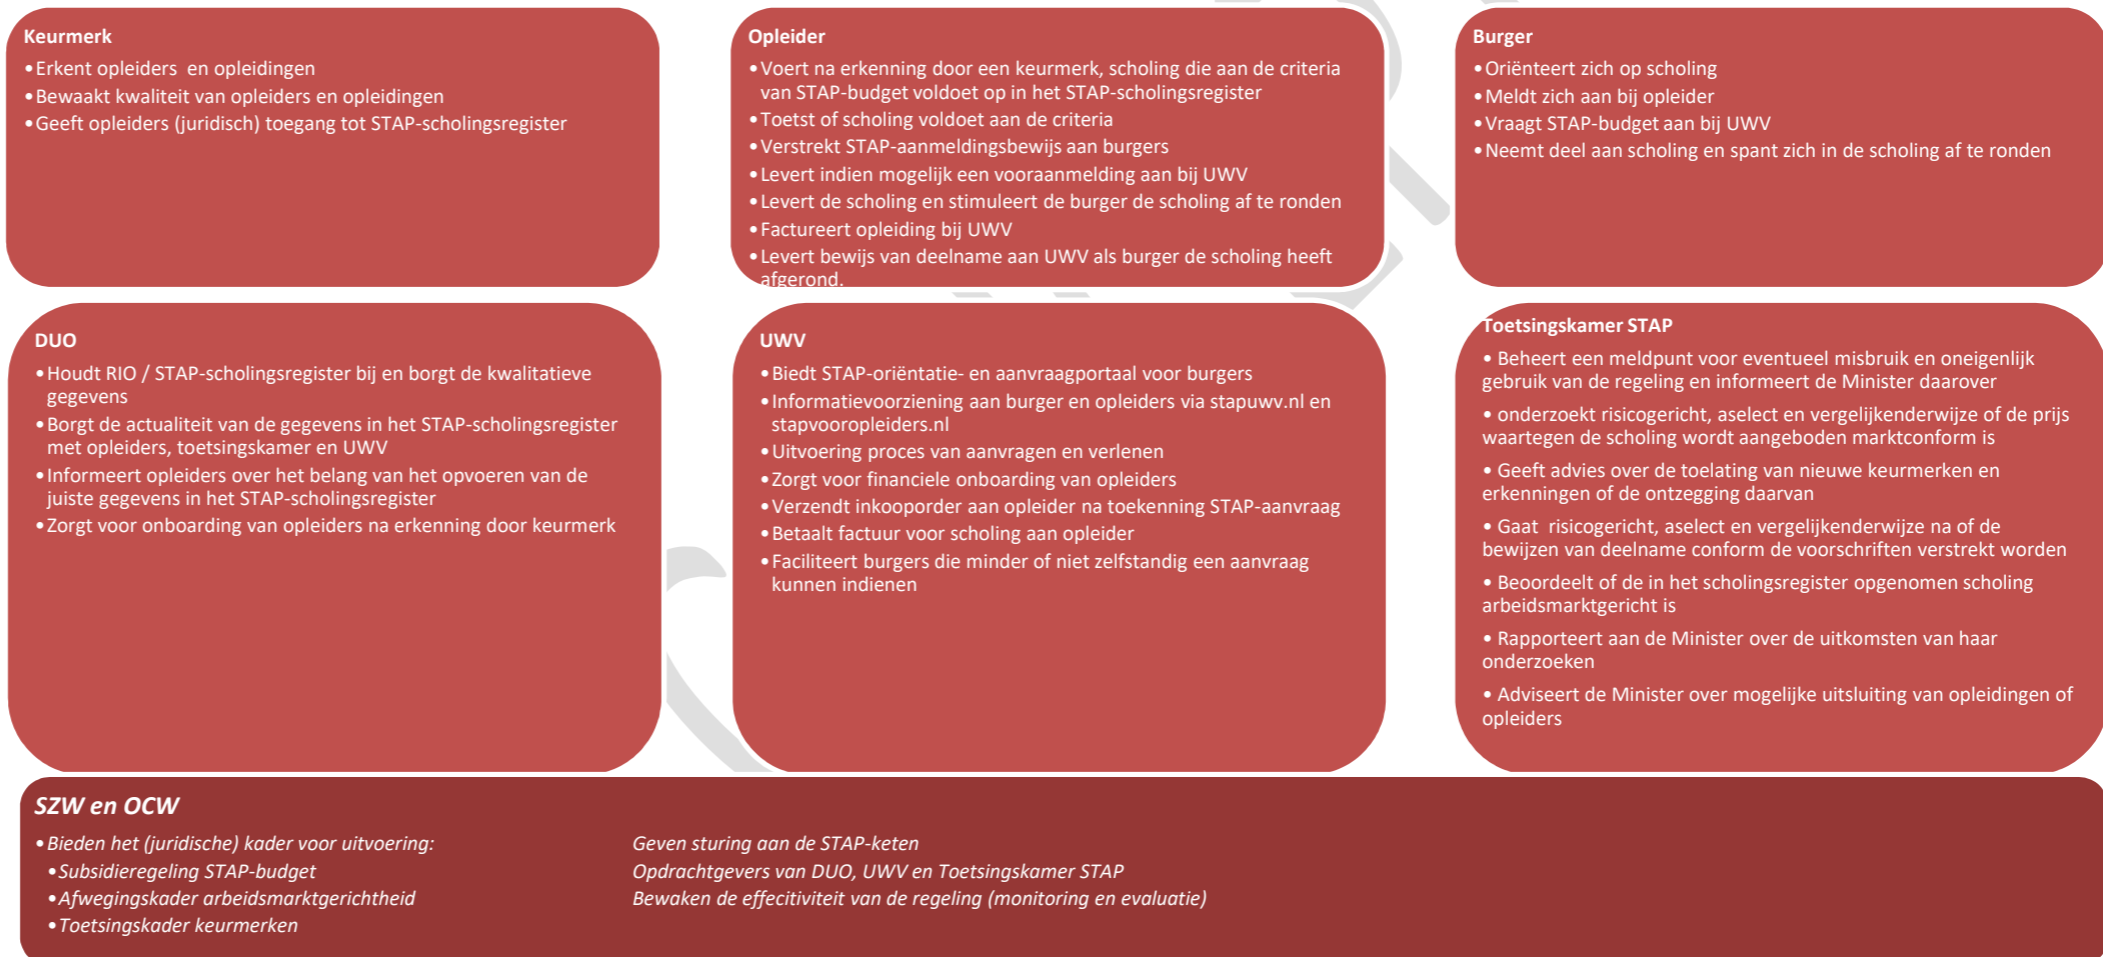 Keurmerk
•Erkent opleiders  en opleidingen
•Bewaakt kwaliteit van opleiders en opleidingen
•Geeft opleiders (juridisch) toegang tot STAP-scholingsregister
Opleider
•Voert na erkenning door een keurmerk, scholing die aan de criteria
van STAP-budget voldoet op in het STAP-scholingsregister
•Toetst of scholing voldoet aan de criteria
•Verstrekt STAP-aanmeldingsbewijs aan burgers
•Levert indien mogelijk een vooraanmelding aan bij UWV
•Levert de scholing en stimuleert de burger de scholing af te ronden
•Factureert opleiding bij UWV
•Levert bewijs van deelname aan UWV als burger de scholing heeft
afgerond.
Burger
•Oriënteert zich op scholing
•Meldt zich aan bij opleider
•Vraagt STAP-budget aan bij UWV
•Neemt deel aan scholing en spant zich in de scholing af te ronden
DUO
•Houdt RIO / STAP-scholingsregister bij en borgt de kwalitatieve
gegevens
•Borgt de actualiteit van de gegevens in het STAP-scholingsregister
met opleiders, toetsingskamer en UWV
•Informeert opleiders over het belang van het opvoeren van de
juiste gegevens in het STAP-scholingsregister
•Zorgt voor onboarding van opleiders na erkenning door keurmerk
UWV
•Biedt STAP-oriëntatie- en aanvraagportaal voor burgers
•Informatievoorziening aan burger en opleiders via stapuwv.nl en
stapvooropleiders.nl
•Uitvoering proces van aanvragen en verlenen
•Zorgt voor financiele onboarding van opleiders
•Verzendt inkooporder aan opleider na toekenning STAP-aanvraag
•Betaalt factuur voor scholing aan opleider
•Faciliteert burgers die minder of niet zelfstandig een aanvraag
kunnen indienen
Toetsingskamer STAP
• Beheert een meldpunt voor eventueel misbruik en oneigenlijk
gebruik van de regeling en informeert de Minister daarover
• onderzoekt risicogericht, aselect en vergelijkenderwijze of de prijs
waartegen de scholing wordt aangeboden marktconform is
• Geeft advies over de toelating van nieuwe keurmerken en
erkenningen of de ontzegging daarvan
• Gaat  risicogericht, aselect en vergelijkenderwijze na of de
bewijzen van deelname conform de voorschriften verstrekt worden
• Beoordeelt of de in het scholingsregister opgenomen scholing
arbeidsmarktgericht is
• Rapporteert aan de Minister over de uitkomsten van haar
onderzoeken
• Adviseert de Minister over mogelijke uitsluiting van opleidingen of
opleiders
SZW en OCW
•Bieden het (juridische) kader voor uitvoering:
•Subsidieregeling STAP-budget
•Afwegingskader arbeidsmarktgerichtheid
•Toetsingskader keurmerken
Geven sturing aan de STAP-keten
Opdrachtgevers van DUO, UWV en Toetsingskamer STAP
Bewaken de effecitiviteit van de regeling (monitoring en evaluatie)